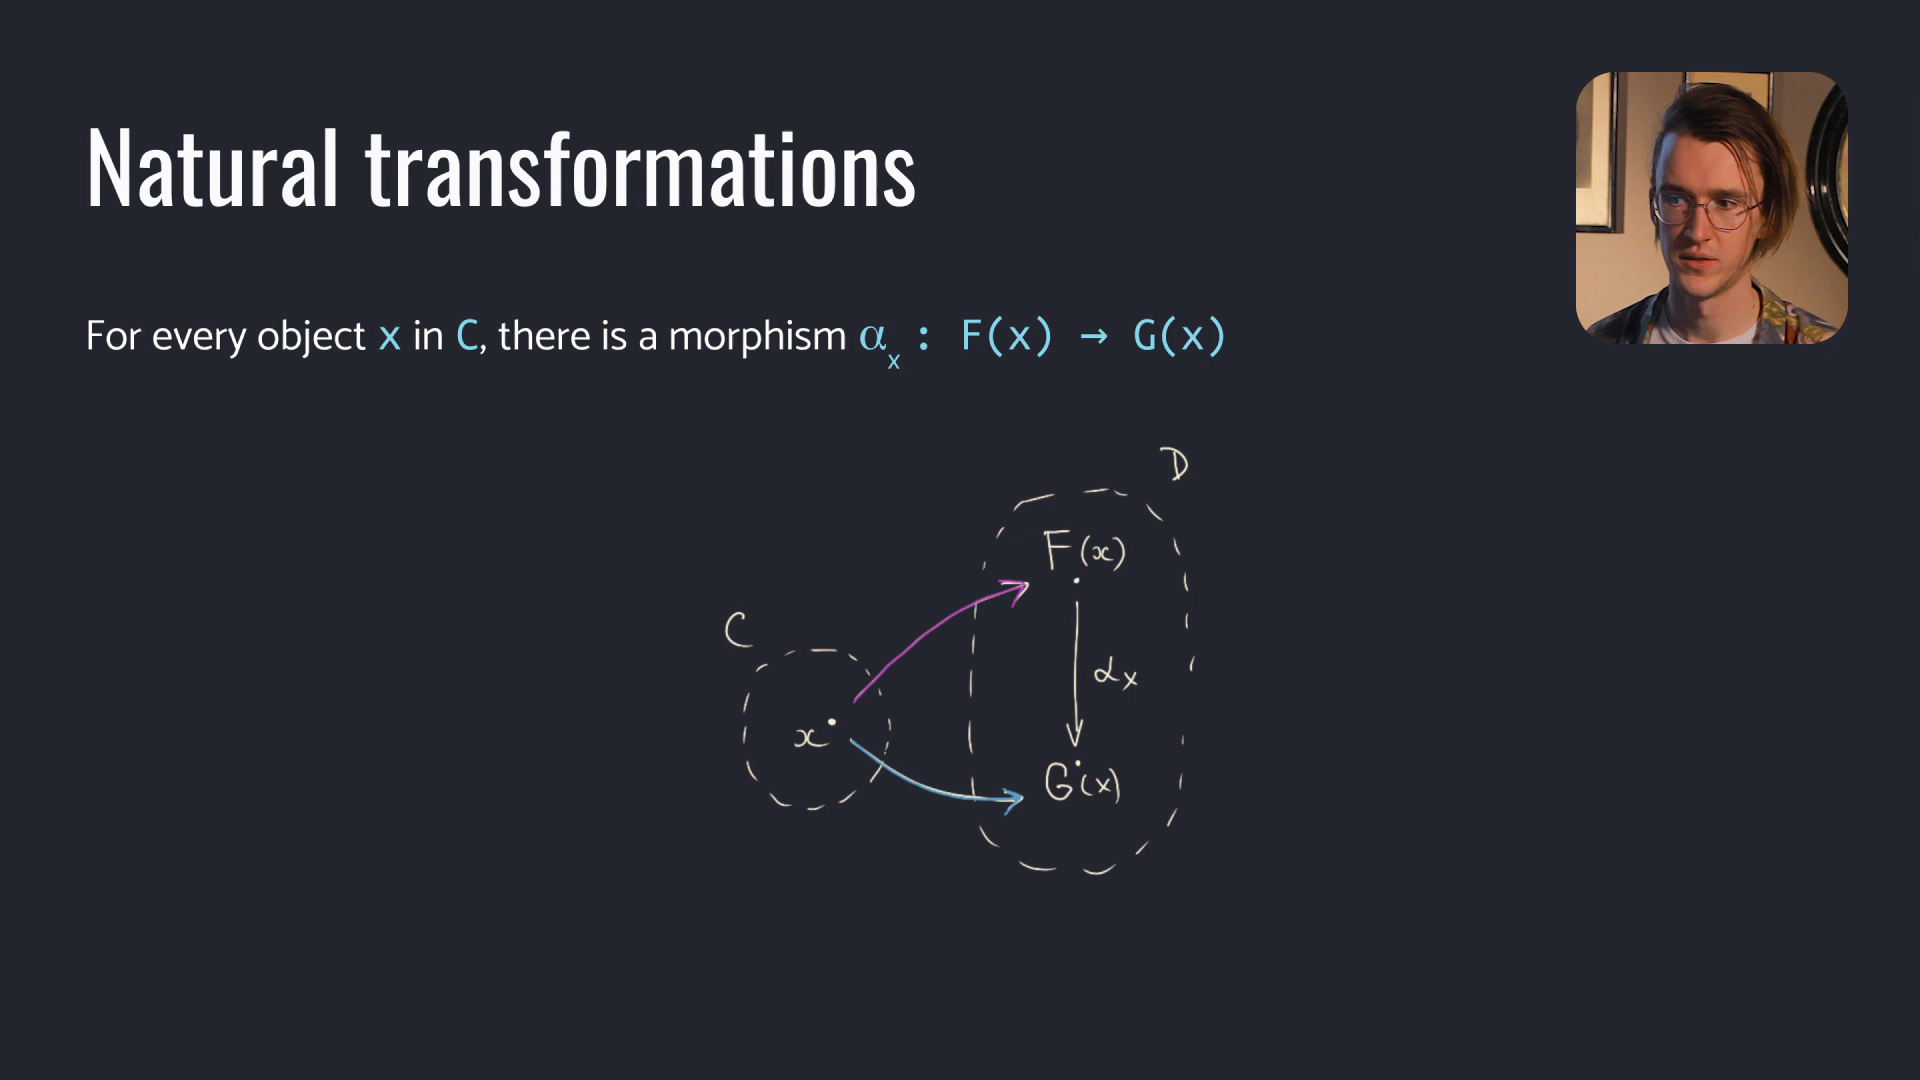 Natural transformations
For every object x in C, there is a morphism αₓ : F(x) → G(x)
D
F(x)
C
αₓ
x
G(x)